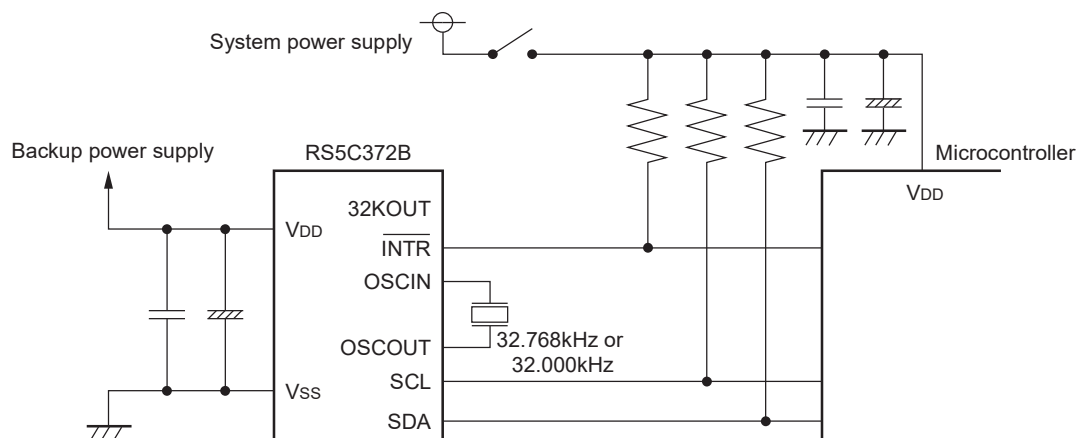 System power supply
Backup power supply
RS5C372B
Microcontroller
VDD
32KOUT
VDD
INTR
OSCIN
32.768kHz or
32.000kHz
OSCOUT
SCL
VSS
SDA